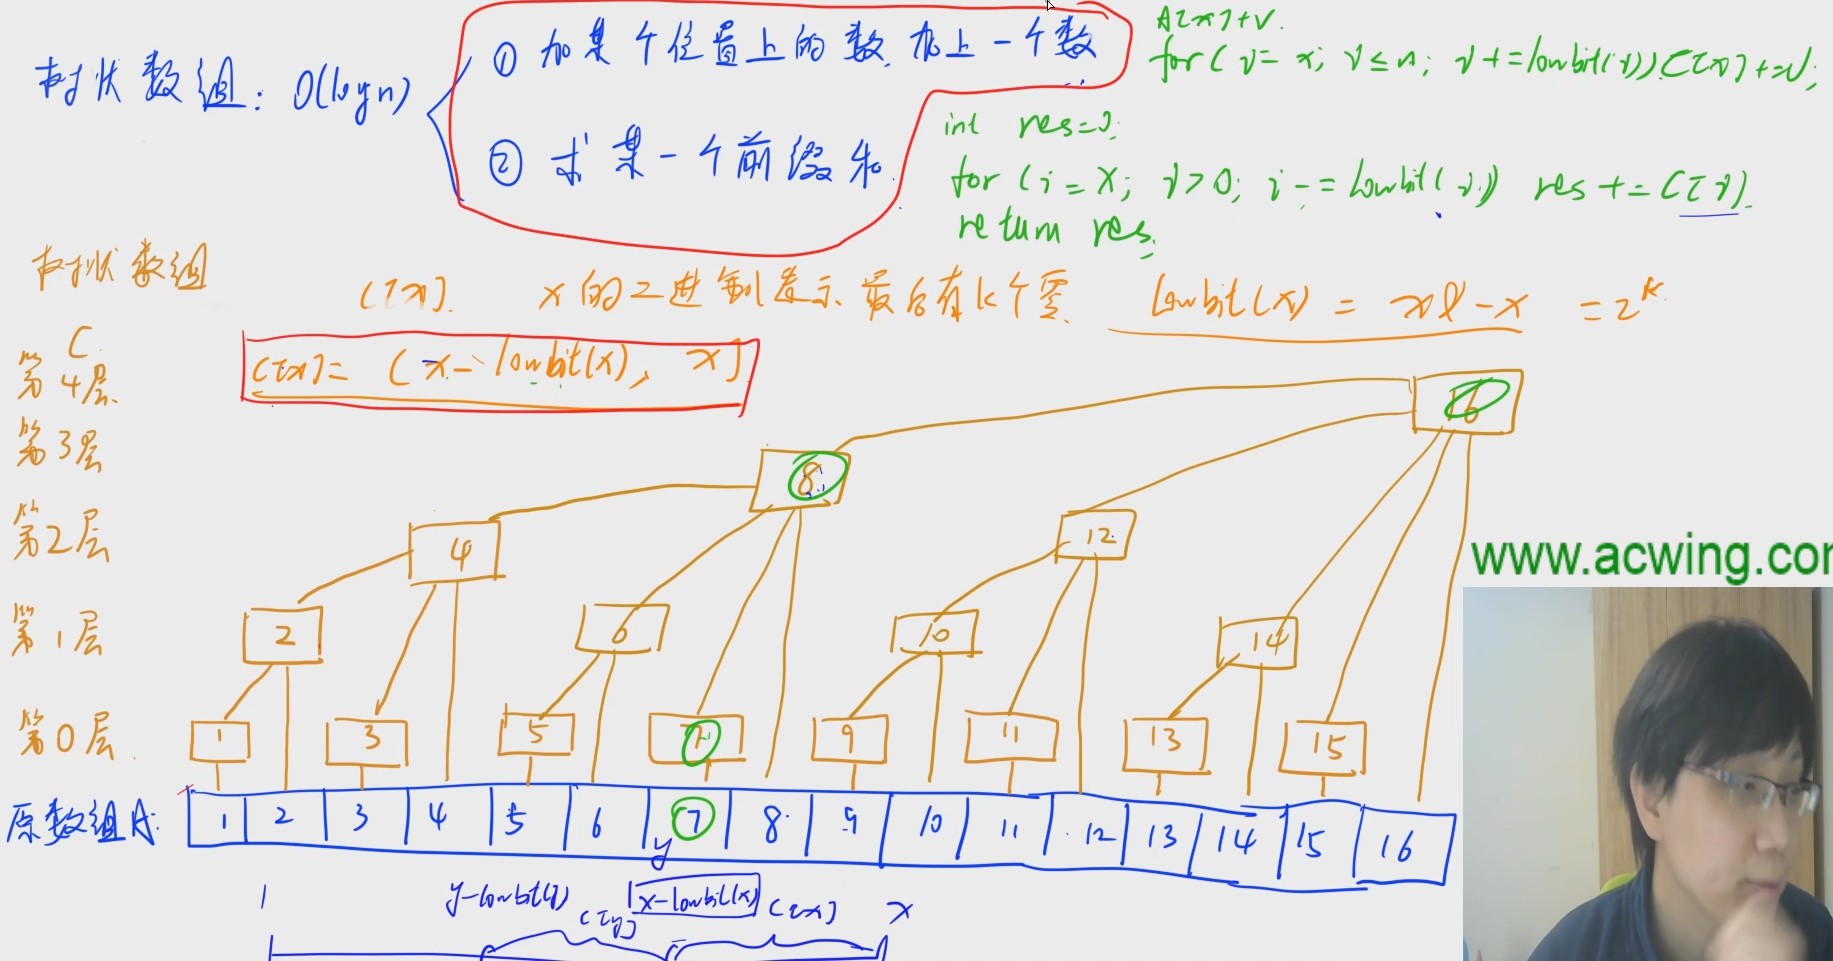 树状数组: O(logn)
① 加某个位置上的数, 加上一个数
② 求某一个前缀和
A[x]+v.
for(i = x; i ≤ n; i += lowbit(i)) C[x] += v;
int res=0;
for (i = x; i > 0; i -= lowbit(i)) res += C[i].
return res;
树状数组
C[x]. x的二进制表示最后有k个零 lowbit(x) = x&-x = 2^k
C[x] = (x - lowbit(x), x]
C
第4层
第3层
第2层
第1层
第0层
16
8
4 12
2 6 10 14
1 3 5 7 9 11 13 15
原数组A: 1 2 3 4 5 6 7 8 9 10 11 12 13 14 15 16
y
1 y-lowbit(y) x-lowbit(x) C[x] x
C[y]
www.acwing.co